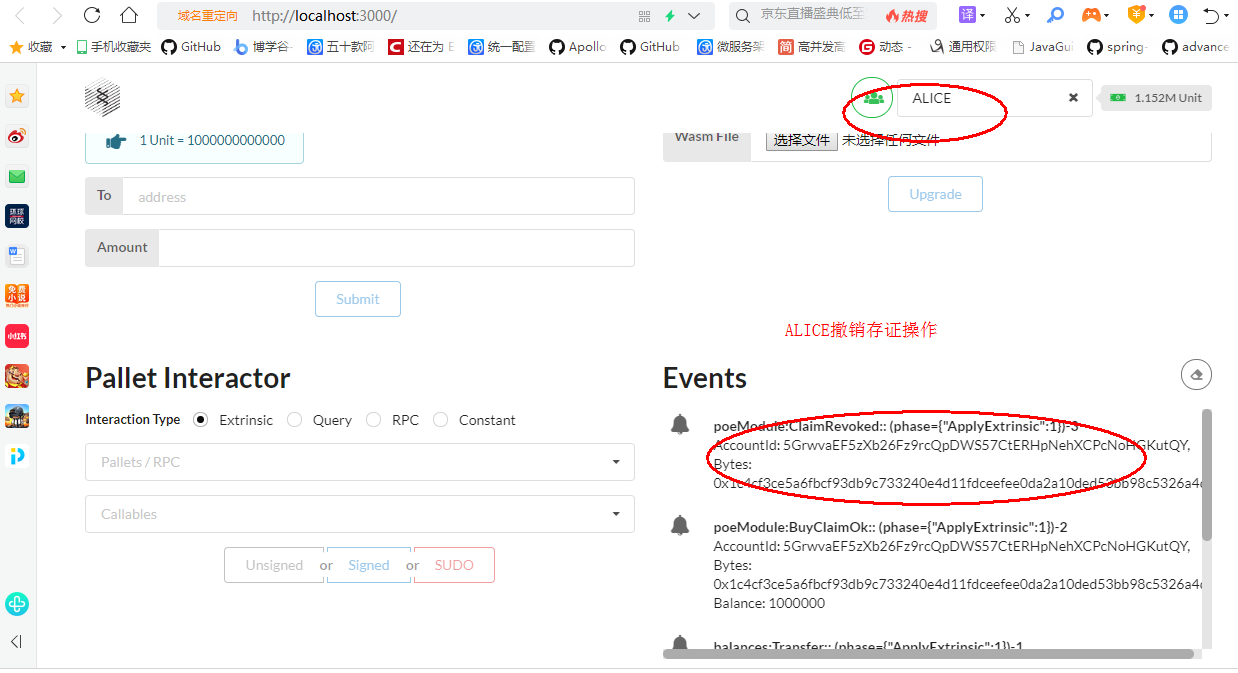 域名重定向 http://localhost:3000/
京东直播盛典低至
热搜
译
收藏 手机收藏夹 GitHub 博学谷- 五十款阿 还在为 统一配置 Apollo GitHub 微服务架 高并发高 动态 - 通用权限 JavaGui spring- advance
ALICE
1.152M Unit
1 Unit = 1000000000000
Wasm File
选择文件 未选择任何文件
To
address
Upgrade
Amount
Submit
ALICE撤销存证操作
Pallet Interactor
Events
Interaction Type Extrinsic Query RPC Constant
Pallets / RPC
Callables
Unsigned or Signed or SUDO
poeModule:ClaimRevoked:: (phase={"ApplyExtrinsic":1})-3
AccountId: 5GrwvaEF5zXb26Fz9rcQpDWS57CtERHpNehXCPcNoHGKutQY,
Bytes:
0x1c4cf3ce5a6fbcf93db9c733240e4d11fdceefee0da2a10ded53bb98c5326a4d
poeModule:BuyClaimOk:: (phase={"ApplyExtrinsic":1})-2
AccountId: 5GrwvaEF5zXb26Fz9rcQpDWS57CtERHpNehXCPcNoHGKutQY,
Bytes:
0x1c4cf3ce5a6fbcf93db9c733240e4d11fdceefee0da2a10ded53bb98c5326a4d
Balance: 1000000
balances:Transfer:: (phase={"ApplyExtrinsic":1})-1